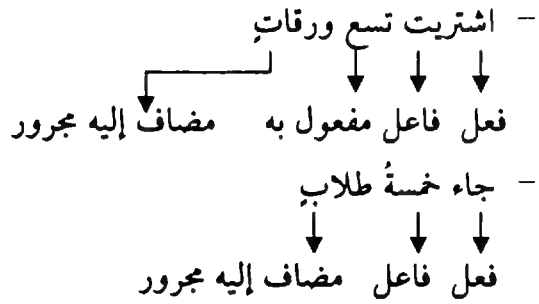 - اشتريت تسع ورقاتٍ
فعل فاعل مفعول به مضاف إليه مجرور
- جاء خمسةُ طلابٍ
فعل فاعل مضاف إليه مجرور